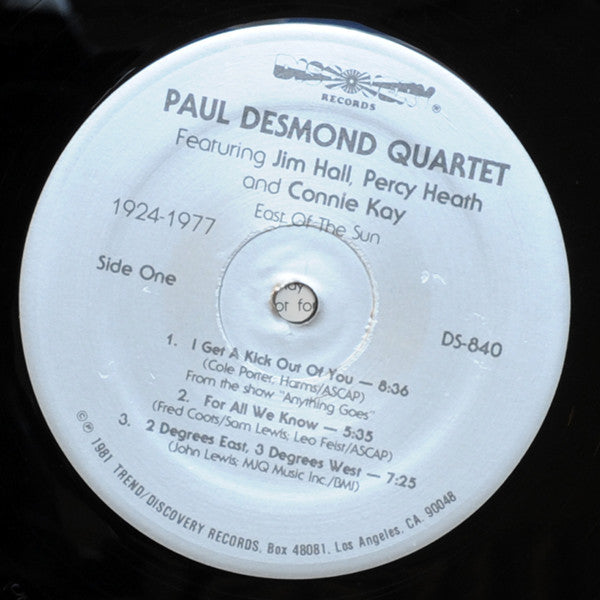 DISCOVERY
RECORDS ®
PAUL DESMOND QUARTET
Featuring Jim Hall, Percy Heath
and Connie Kay
1924-1977
East Of The Sun
Side One
DS-840
or fo
1. I Get A Kick Out Of You — 8:36
(Cole Porter, Harms/ASCAP)
From the show "Anything Goes"
2. For All We Know — 5:35
(Fred Coots/Sam Lewis; Leo Feist/ASCAP)
3. 2 Degrees East, 3 Degrees West — 7:25
(John Lewis; MJQ Music Inc./BMI)
© ℗ 1981 TREND/DISCOVERY RECORDS, Box 48081, Los Angeles, CA. 90048